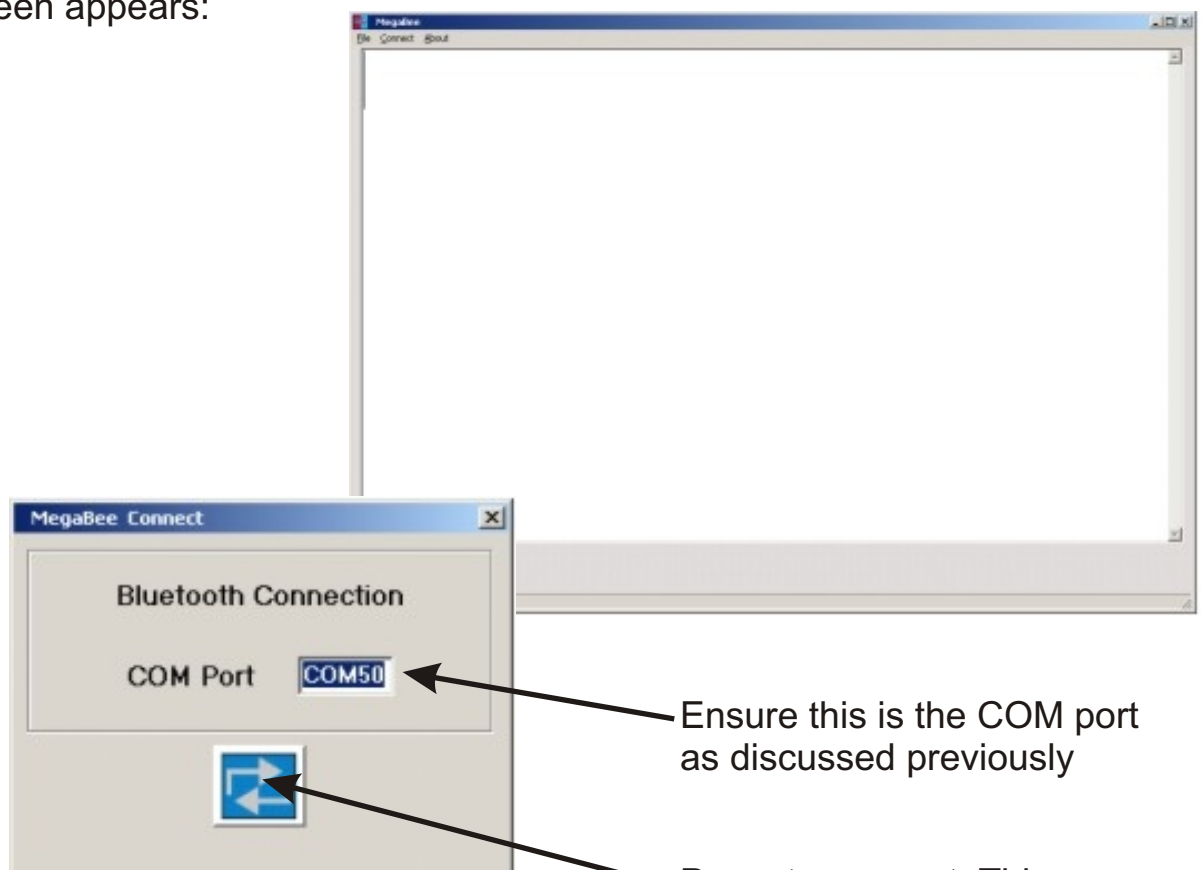 een appears:
MegaBee
File Connect About
MegaBee Connect
Bluetooth Connection
COM Port COM50
Ensure this is the COM port
as discussed previously